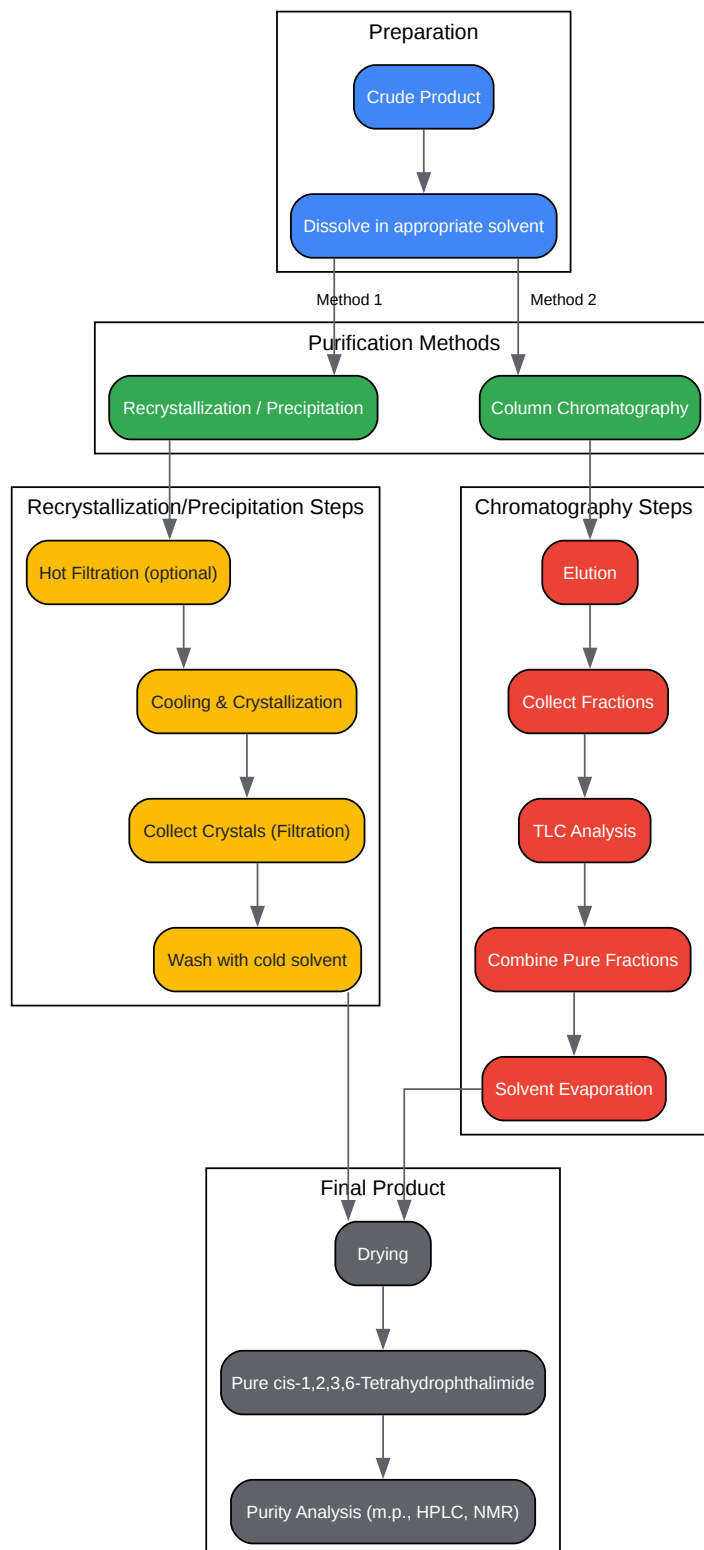 Preparation
Crude Product
Dissolve in appropriate solvent
Method 1
Method 2
Purification Methods
Recrystallization / Precipitation
Column Chromatography
Recrystallization/Precipitation Steps
Hot Filtration (optional)
Cooling & Crystallization
Collect Crystals (Filtration)
Wash with cold solvent
Chromatography Steps
Elution
Collect Fractions
TLC Analysis
Combine Pure Fractions
Solvent Evaporation
Final Product
Drying
Pure cis-1,2,3,6-Tetrahydrophthalimide
Purity Analysis (m.p., HPLC, NMR)